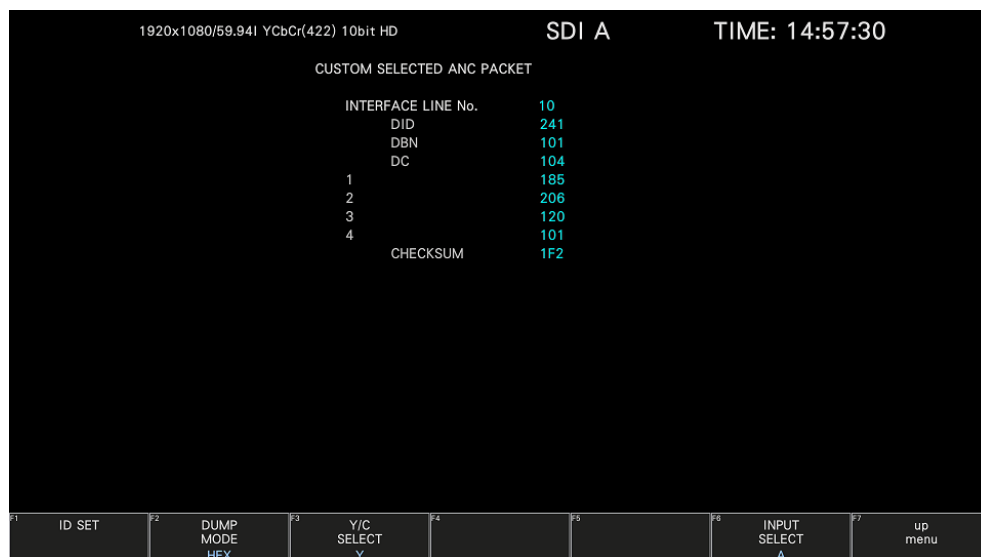 1920x1080/59.94I YCbCr(422) 10bit HD SDI A TIME: 14:57:30
CUSTOM SELECTED ANC PACKET
INTERFACE LINE No. 10
DID 241
DBN 101
DC 104
1 185
2 206
3 120
4 101
CHECKSUM 1F2
F1 ID SET F2 DUMP MODE HEX F3 Y/C SELECT Y F4 F5 F6 INPUT SELECT A F7 up menu